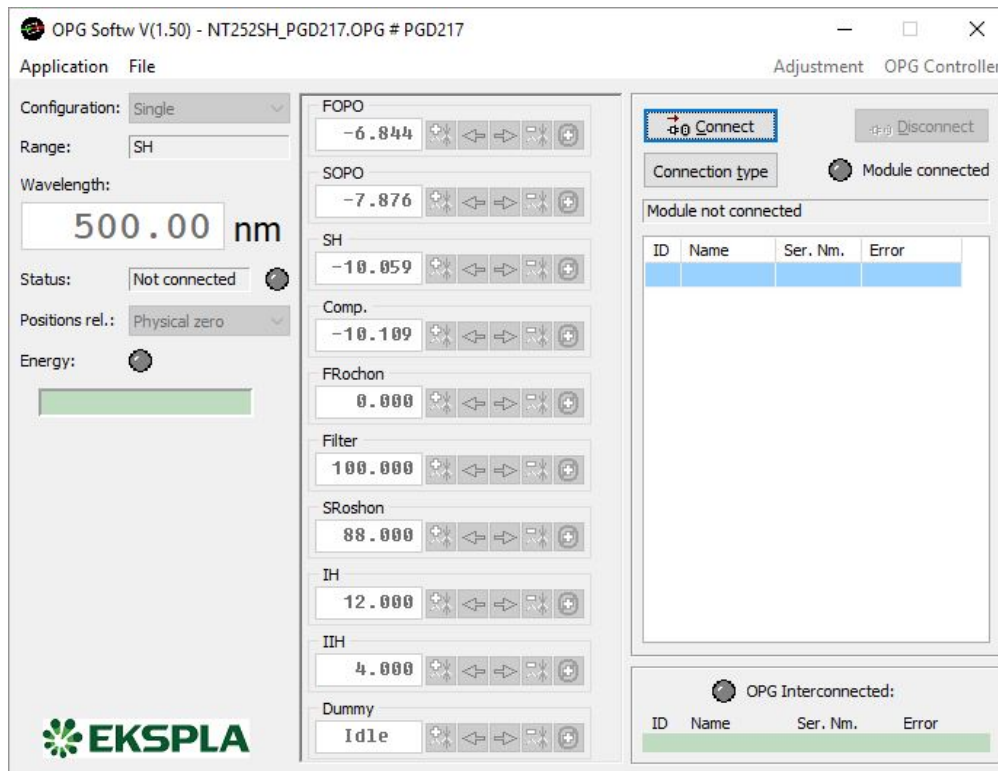 OPG Softw V(1.50) - NT252SH_PGD217.OPG # PGD217
Application File Adjustment OPG Controller
Configuration: Single
Range: SH
Wavelength:
500.00 nm
Status: Not connected
Positions rel.: Physical zero
Energy:
EKSPLA
FOPO
-6.844
SOPO
-7.876
SH
-10.059
Comp.
-10.109
FRochon
0.000
Filter
100.000
SRoshon
88.000
IH
12.000
IIH
4.000
Dummy
Idle
Connect Disconnect
Connection type Module connected
Module not connected
ID Name Ser. Nm. Error
OPG Interconnected:
ID Name Ser. Nm. Error